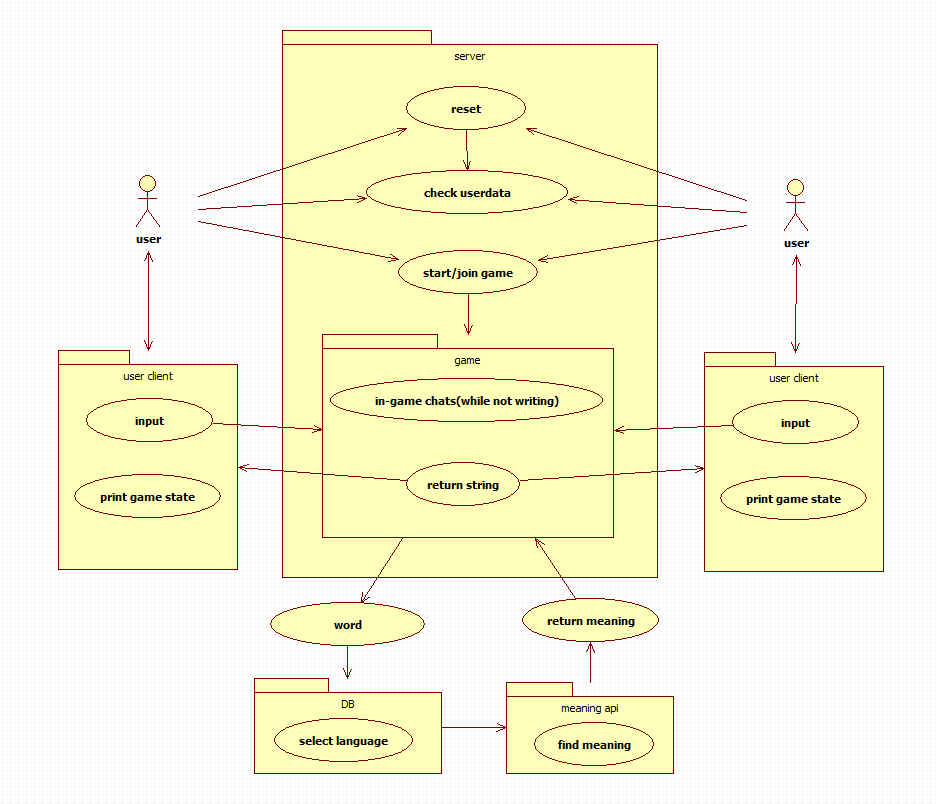 server
reset
check userdata
user
user
start/join game
game
user client
user client
in-game chats(while not writing)
input
input
return string
print game state
print game state
word
return meaning
DB
meaning api
select language
find meaning